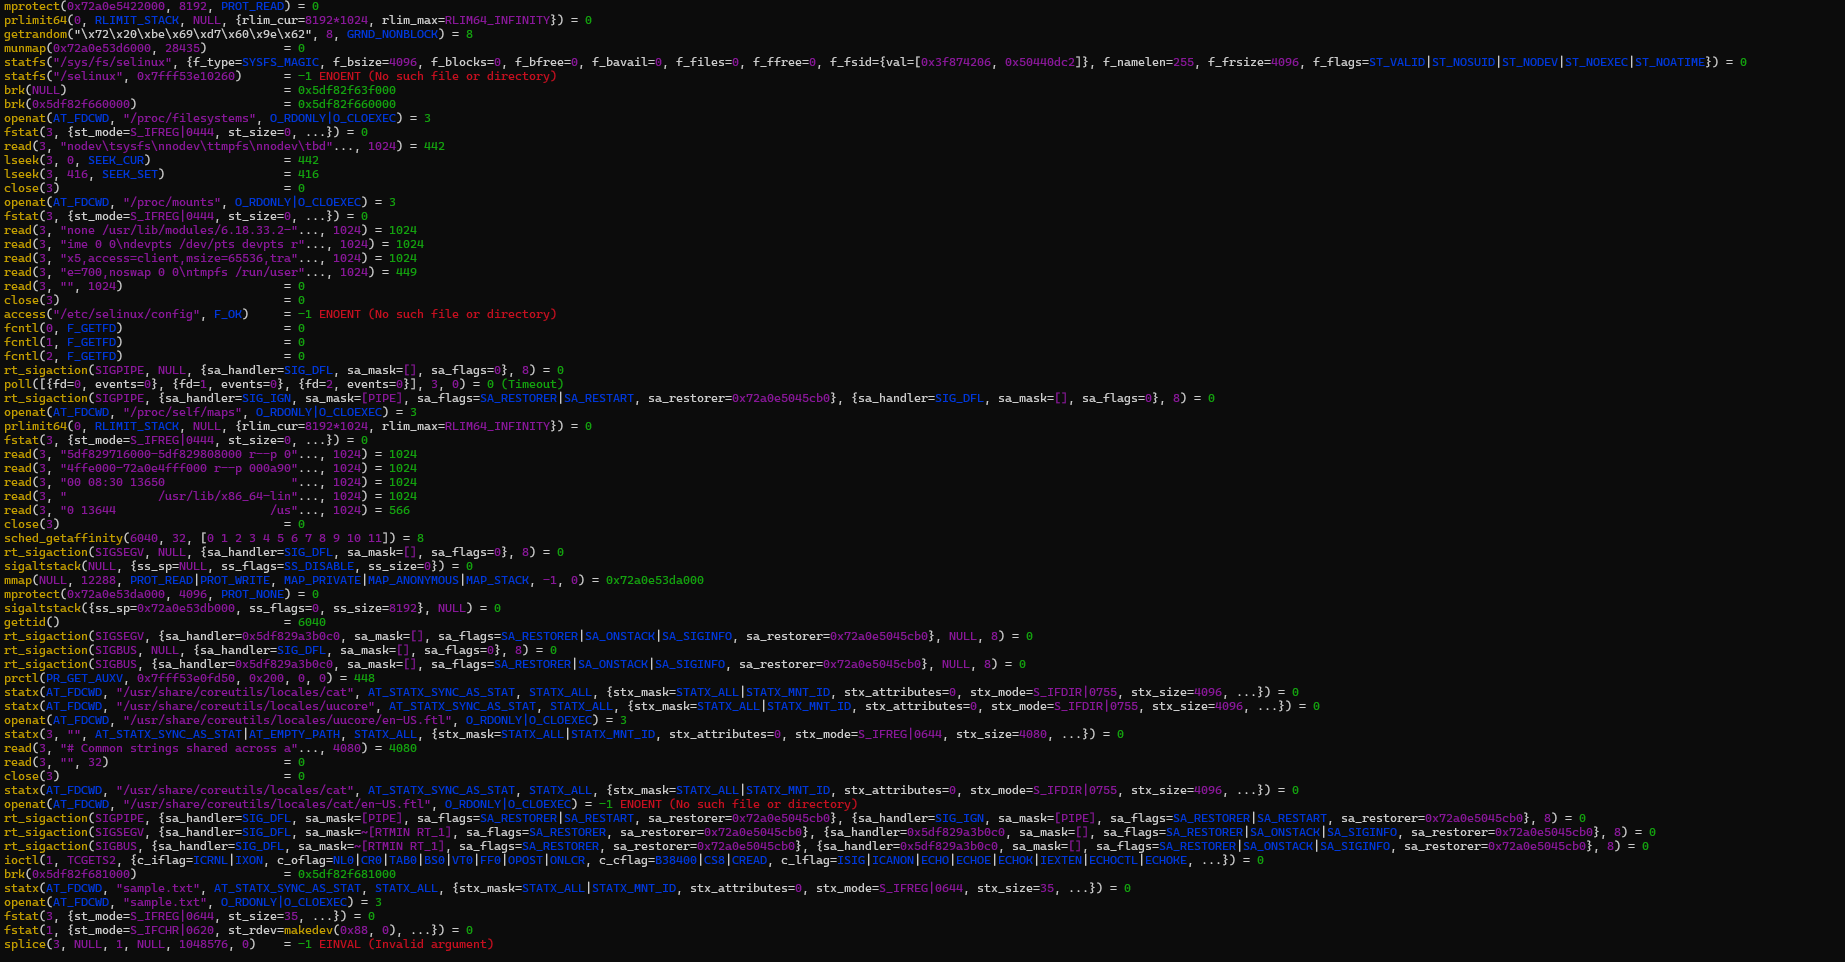 mprotect(0x72a0e5422000, 8192, PROT_READ) = 0
prlimit64(0, RLIMIT_STACK, NULL, {rlim_cur=8192*1024, rlim_max=RLIM64_INFINITY}) = 0
getrandom("\x72\x20\xbe\x69\xd7\x60\x9e\x62", 8, GRND_NONBLOCK) = 8
munmap(0x72a0e53d6000, 28435)           = 0
statfs("/sys/fs/selinux", {f_type=SYSFS_MAGIC, f_bsize=4096, f_blocks=0, f_bfree=0, f_bavail=0, f_files=0, f_ffree=0, f_fsid={val=[0x3f874206, 0x50440dc2]}, f_namelen=255, f_frsize=4096, f_flags=ST_VALID|ST_NOSUID|ST_NODEV|ST_NOEXEC|ST_NOATIME}) = 0
statfs("/selinux", 0x7fff53e10260)      = -1 ENOENT (No such file or directory)
brk(NULL)                               = 0x5df82f63f000
brk(0x5df82f660000)                     = 0x5df82f660000
openat(AT_FDCWD, "/proc/filesystems", O_RDONLY|O_CLOEXEC) = 3
fstat(3, {st_mode=S_IFREG|0444, st_size=0, ...}) = 0
read(3, "nodev\tsysfs\nnodev\ttmpfs\nnodev\tbd"..., 1024) = 442
lseek(3, 0, SEEK_CUR)                   = 442
lseek(3, 416, SEEK_SET)                 = 416
close(3)                                = 0
openat(AT_FDCWD, "/proc/mounts", O_RDONLY|O_CLOEXEC) = 3
fstat(3, {st_mode=S_IFREG|0444, st_size=0, ...}) = 0
read(3, "none /usr/lib/modules/6.18.33.2-"..., 1024) = 1024
read(3, "ime 0 0\ndevpts /dev/pts devpts r"..., 1024) = 1024
read(3, "x5,access=client,msize=65536,tra"..., 1024) = 1024
read(3, "e=700,noswap 0 0\ntmpfs /run/user"..., 1024) = 449
read(3, "", 1024)                       = 0
close(3)                                = 0
access("/etc/selinux/config", F_OK)     = -1 ENOENT (No such file or directory)
fcntl(0, F_GETFD)                       = 0
fcntl(1, F_GETFD)                       = 0
fcntl(2, F_GETFD)                       = 0
rt_sigaction(SIGPIPE, NULL, {sa_handler=SIG_DFL, sa_mask=[], sa_flags=0}, 8) = 0
poll([{fd=0, events=0}, {fd=1, events=0}, {fd=2, events=0}], 3, 0) = 0 (Timeout)
rt_sigaction(SIGPIPE, {sa_handler=SIG_IGN, sa_mask=[PIPE], sa_flags=SA_RESTORER|SA_RESTART, sa_restorer=0x72a0e5045cb0}, {sa_handler=SIG_DFL, sa_mask=[], sa_flags=0}, 8) = 0
openat(AT_FDCWD, "/proc/self/maps", O_RDONLY|O_CLOEXEC) = 3
prlimit64(0, RLIMIT_STACK, NULL, {rlim_cur=8192*1024, rlim_max=RLIM64_INFINITY}) = 0
fstat(3, {st_mode=S_IFREG|0444, st_size=0, ...}) = 0
read(3, "5df829716000-5df829808000 r--p 0"..., 1024) = 1024
read(3, "4ffe000-72a0e4fff000 r--p 000a90"..., 1024) = 1024
read(3, "00 08:30 13650                  "..., 1024) = 1024
read(3, "             /usr/lib/x86_64-lin"..., 1024) = 1024
read(3, "0 13644                      /us"..., 1024) = 566
close(3)                                = 0
sched_getaffinity(6040, 32, [0 1 2 3 4 5 6 7 8 9 10 11]) = 8
rt_sigaction(SIGSEGV, NULL, {sa_handler=SIG_DFL, sa_mask=[], sa_flags=0}, 8) = 0
sigaltstack(NULL, {ss_sp=NULL, ss_flags=SS_DISABLE, ss_size=0}) = 0
mmap(NULL, 12288, PROT_READ|PROT_WRITE, MAP_PRIVATE|MAP_ANONYMOUS|MAP_STACK, -1, 0) = 0x72a0e53da000
mprotect(0x72a0e53da000, 4096, PROT_NONE) = 0
sigaltstack({ss_sp=0x72a0e53db000, ss_flags=0, ss_size=8192}, NULL) = 0
gettid()                                = 6040
rt_sigaction(SIGSEGV, {sa_handler=0x5df829a3b0c0, sa_mask=[], sa_flags=SA_RESTORER|SA_ONSTACK|SA_SIGINFO, sa_restorer=0x72a0e5045cb0}, NULL, 8) = 0
rt_sigaction(SIGBUS, NULL, {sa_handler=SIG_DFL, sa_mask=[], sa_flags=0}, 8) = 0
rt_sigaction(SIGBUS, {sa_handler=0x5df829a3b0c0, sa_mask=[], sa_flags=SA_RESTORER|SA_ONSTACK|SA_SIGINFO, sa_restorer=0x72a0e5045cb0}, NULL, 8) = 0
prctl(PR_GET_AUXV, 0x7fff53e0fd50, 0x200, 0, 0) = 448
statx(AT_FDCWD, "/usr/share/coreutils/locales/cat", AT_STATX_SYNC_AS_STAT, STATX_ALL, {stx_mask=STATX_ALL|STATX_MNT_ID, stx_attributes=0, stx_mode=S_IFDIR|0755, stx_size=4096, ...}) = 0
statx(AT_FDCWD, "/usr/share/coreutils/locales/uucore", AT_STATX_SYNC_AS_STAT, STATX_ALL, {stx_mask=STATX_ALL|STATX_MNT_ID, stx_attributes=0, stx_mode=S_IFDIR|0755, stx_size=4096, ...}) = 0
openat(AT_FDCWD, "/usr/share/coreutils/locales/uucore/en-US.ftl", O_RDONLY|O_CLOEXEC) = 3
statx(3, "", AT_STATX_SYNC_AS_STAT|AT_EMPTY_PATH, STATX_ALL, {stx_mask=STATX_ALL|STATX_MNT_ID, stx_attributes=0, stx_mode=S_IFREG|0644, stx_size=4080, ...}) = 0
read(3, "# Common strings shared across a"..., 4080) = 4080
read(3, "", 32)                         = 0
close(3)                                = 0
statx(AT_FDCWD, "/usr/share/coreutils/locales/cat", AT_STATX_SYNC_AS_STAT, STATX_ALL, {stx_mask=STATX_ALL|STATX_MNT_ID, stx_attributes=0, stx_mode=S_IFDIR|0755, stx_size=4096, ...}) = 0
openat(AT_FDCWD, "/usr/share/coreutils/locales/cat/en-US.ftl", O_RDONLY|O_CLOEXEC) = -1 ENOENT (No such file or directory)
rt_sigaction(SIGPIPE, {sa_handler=SIG_DFL, sa_mask=[PIPE], sa_flags=SA_RESTORER|SA_RESTART, sa_restorer=0x72a0e5045cb0}, {sa_handler=SIG_IGN, sa_mask=[PIPE], sa_flags=SA_RESTORER|SA_RESTART, sa_restorer=0x72a0e5045cb0}, 8) = 0
rt_sigaction(SIGSEGV, {sa_handler=SIG_DFL, sa_mask=~[RTMIN RT_1], sa_flags=SA_RESTORER, sa_restorer=0x72a0e5045cb0}, {sa_handler=0x5df829a3b0c0, sa_mask=[], sa_flags=SA_RESTORER|SA_ONSTACK|SA_SIGINFO, sa_restorer=0x72a0e5045cb0}, 8) = 0
rt_sigaction(SIGBUS, {sa_handler=SIG_DFL, sa_mask=~[RTMIN RT_1], sa_flags=SA_RESTORER, sa_restorer=0x72a0e5045cb0}, {sa_handler=0x5df829a3b0c0, sa_mask=[], sa_flags=SA_RESTORER|SA_ONSTACK|SA_SIGINFO, sa_restorer=0x72a0e5045cb0}, 8) = 0
ioctl(1, TCGETS2, {c_iflag=ICRNL|IXON, c_oflag=NL0|CR0|TAB0|BS0|VT0|FF0|OPOST|ONLCR, c_cflag=B38400|CS8|CREAD, c_lflag=ISIG|ICANON|ECHO|ECHOE|ECHOK|IEXTEN|ECHOCTL|ECHOKE, ...}) = 0
brk(0x5df82f681000)                     = 0x5df82f681000
statx(AT_FDCWD, "sample.txt", AT_STATX_SYNC_AS_STAT, STATX_ALL, {stx_mask=STATX_ALL|STATX_MNT_ID, stx_attributes=0, stx_mode=S_IFREG|0644, stx_size=35, ...}) = 0
openat(AT_FDCWD, "sample.txt", O_RDONLY|O_CLOEXEC) = 3
fstat(3, {st_mode=S_IFREG|0644, st_size=35, ...}) = 0
fstat(1, {st_mode=S_IFCHR|0620, st_rdev=makedev(0x88, 0), ...}) = 0
splice(3, NULL, 1, NULL, 1048576, 0)    = -1 EINVAL (Invalid argument)